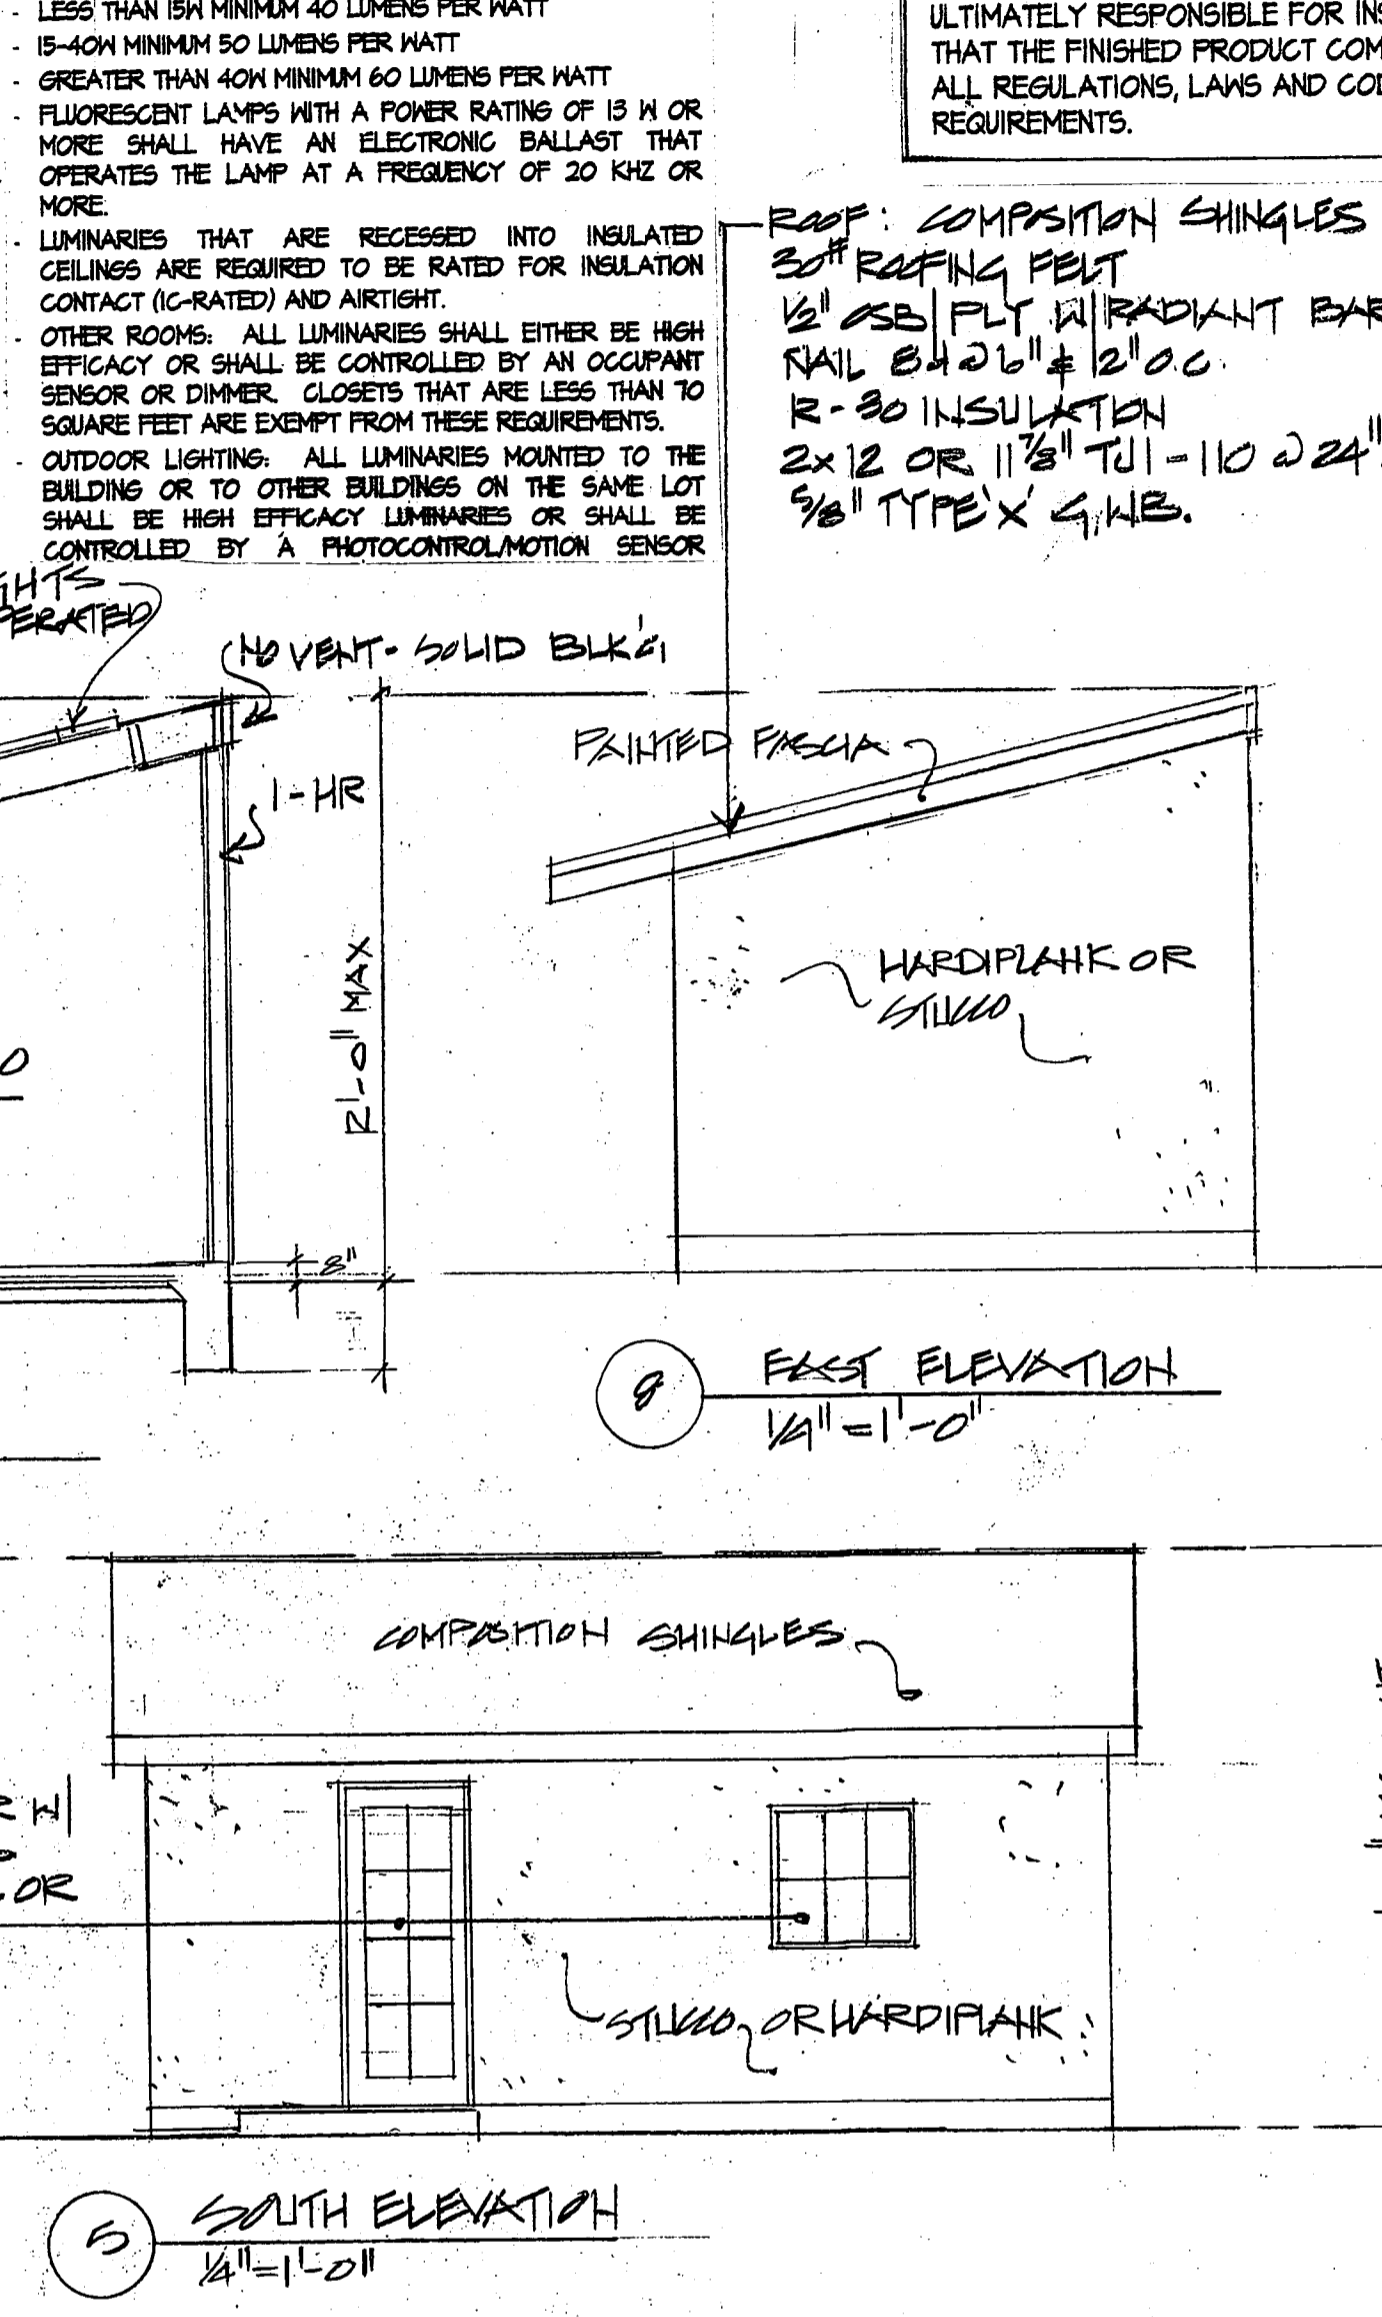 - LESS THAN 15W MINIMUM 40 LUMENS PER WATT
- 15-40W MINIMUM 50 LUMENS PER WATT
- GREATER THAN 40W MINIMUM 60 LUMENS PER WATT
- FLUORESCENT LAMPS WITH A POWER RATING OF 13 W OR
MORE SHALL HAVE AN ELECTRONIC BALLAST THAT
OPERATES THE LAMP AT A FREQUENCY OF 20 KHZ OR
MORE.
- LUMINARIES THAT ARE RECESSED INTO INSULATED
CEILINGS ARE REQUIRED TO BE RATED FOR INSULATION
CONTACT (IC-RATED) AND AIRTIGHT.
- OTHER ROOMS: ALL LUMINARIES SHALL EITHER BE HIGH
EFFICACY OR SHALL BE CONTROLLED BY AN OCCUPANT
SENSOR OR DIMMER. CLOSETS THAT ARE LESS THAN 70
SQUARE FEET ARE EXEMPT FROM THESE REQUIREMENTS.
- OUTDOOR LIGHTING: ALL LUMINARIES MOUNTED TO THE
BUILDING OR TO OTHER BUILDINGS ON THE SAME LOT
SHALL BE HIGH EFFICACY LUMINARIES OR SHALL BE
CONTROLLED BY A PHOTOCONTROL/MOTION SENSOR
ULTIMATELY RESPONSIBLE FOR INS
THAT THE FINISHED PRODUCT COM
ALL REGULATIONS, LAWS AND COD
REQUIREMENTS.
ROOF: COMPOSITION SHINGLES
30# ROOFING FELT
1/2" OSB/PLY W/RADIANT BAR
NAIL 8d @ 6" & 12" O.C.
R-30 INSULATION
2x12 OR 11 7/8" TJI-110 @ 24"
5/8" TYPE 'X' G.W.B.
GHTS
PERATED
NO VENT- SOLID BLK'G
1-HR
12'-0" MAX
8"
PAINTED FASCIA
HARDIPLANK OR
STUCCO
8 EAST ELEVATION
1/4"=1'-0"
COMPOSITION SHINGLES
W/
OR
STUCCO OR HARDIPLANK
5 SOUTH ELEVATION
1/4"=1'-0"